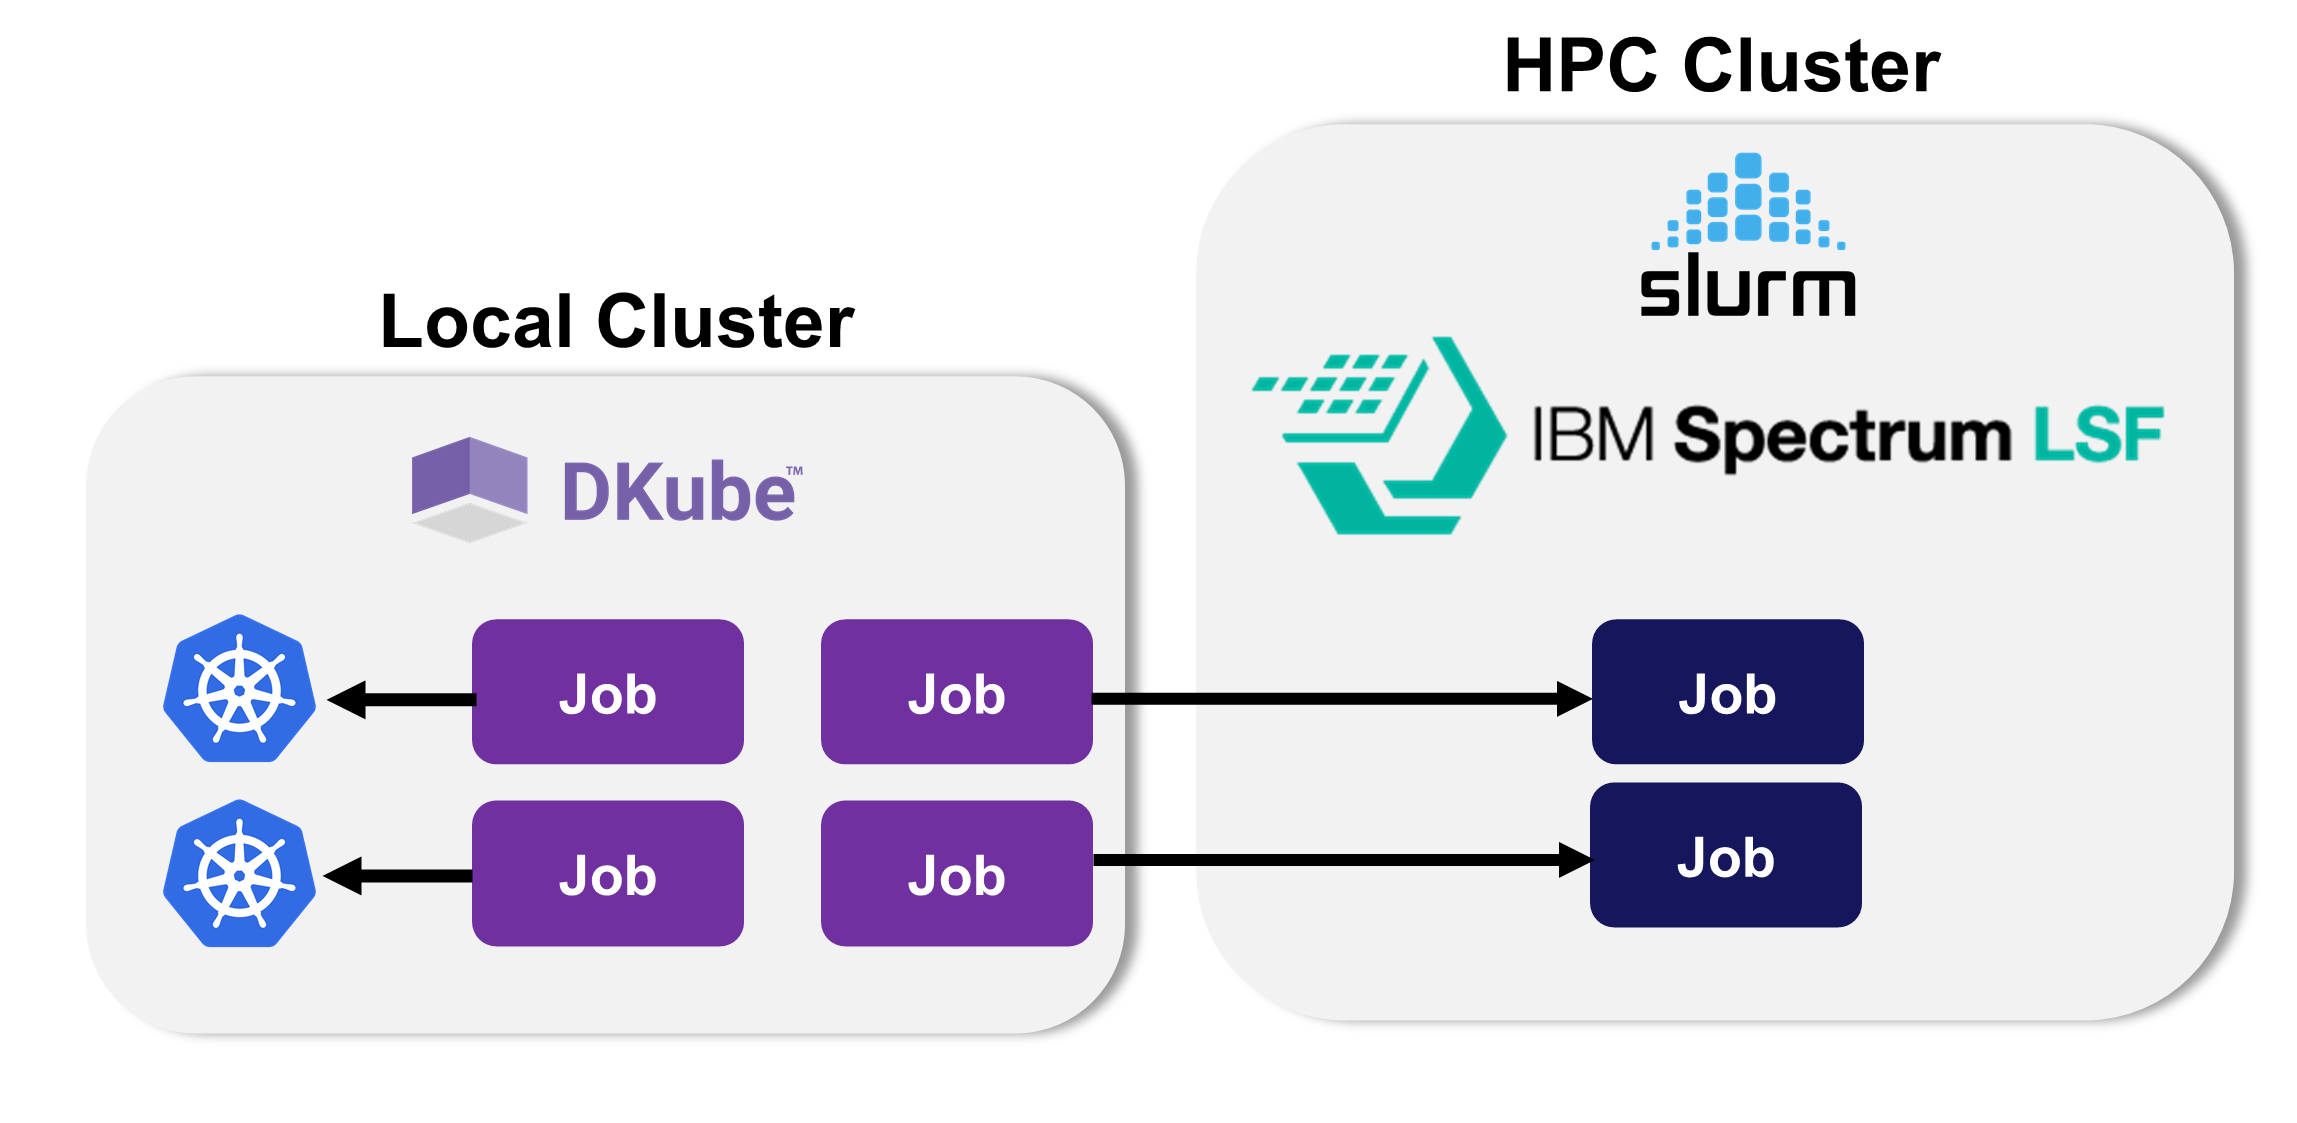 HPC Cluster
slurm
IBM Spectrum LSF
Local Cluster
DKube™
Job
Job
Job
Job
Job
Job